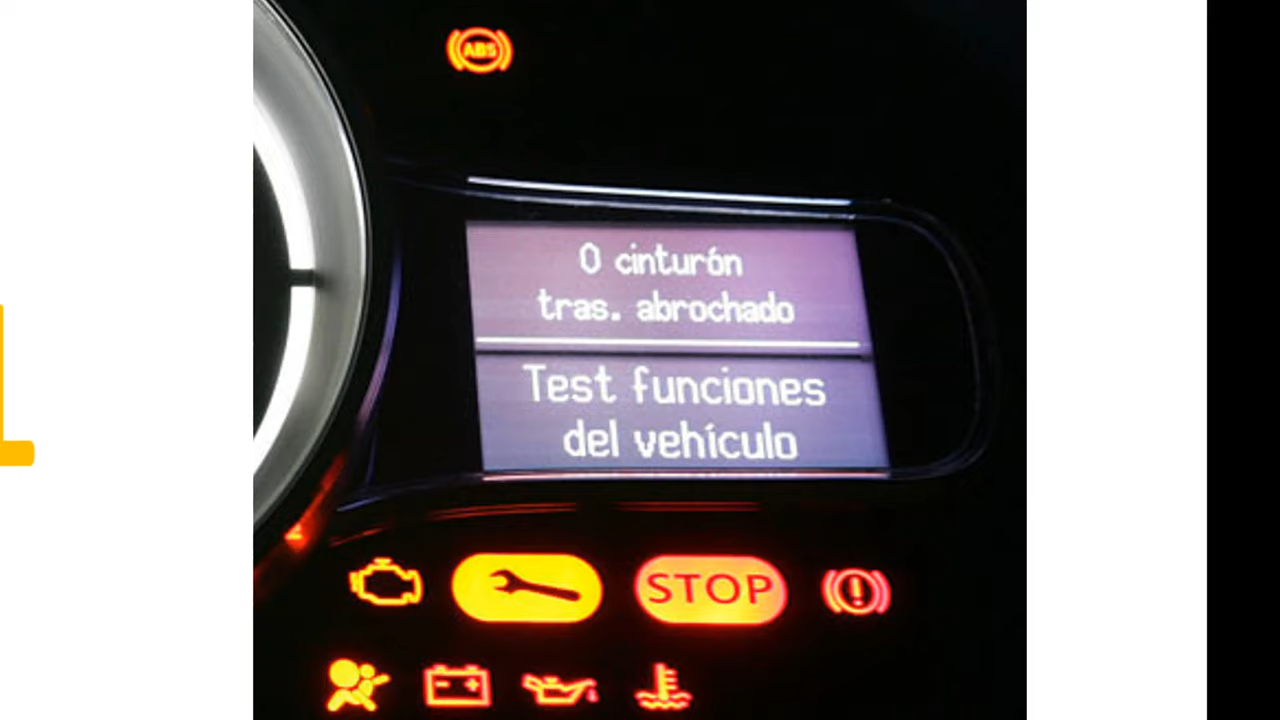 ABS
0 cinturón
tras. abrochado
Test funciones
del vehículo
STOP